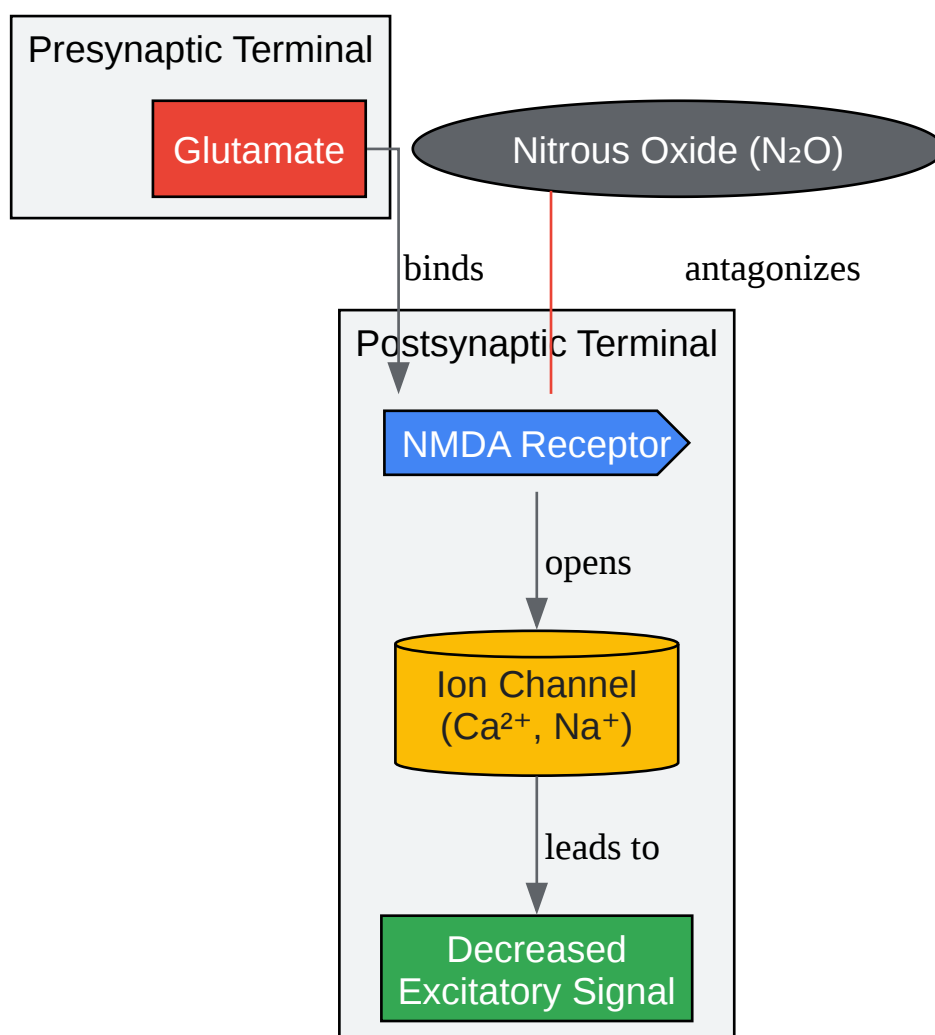 Presynaptic Terminal
Glutamate
Nitrous Oxide (N₂O)
binds
antagonizes
Postsynaptic Terminal
NMDA Receptor
opens
Ion Channel
(Ca²⁺, Na⁺)
leads to
Decreased
Excitatory Signal